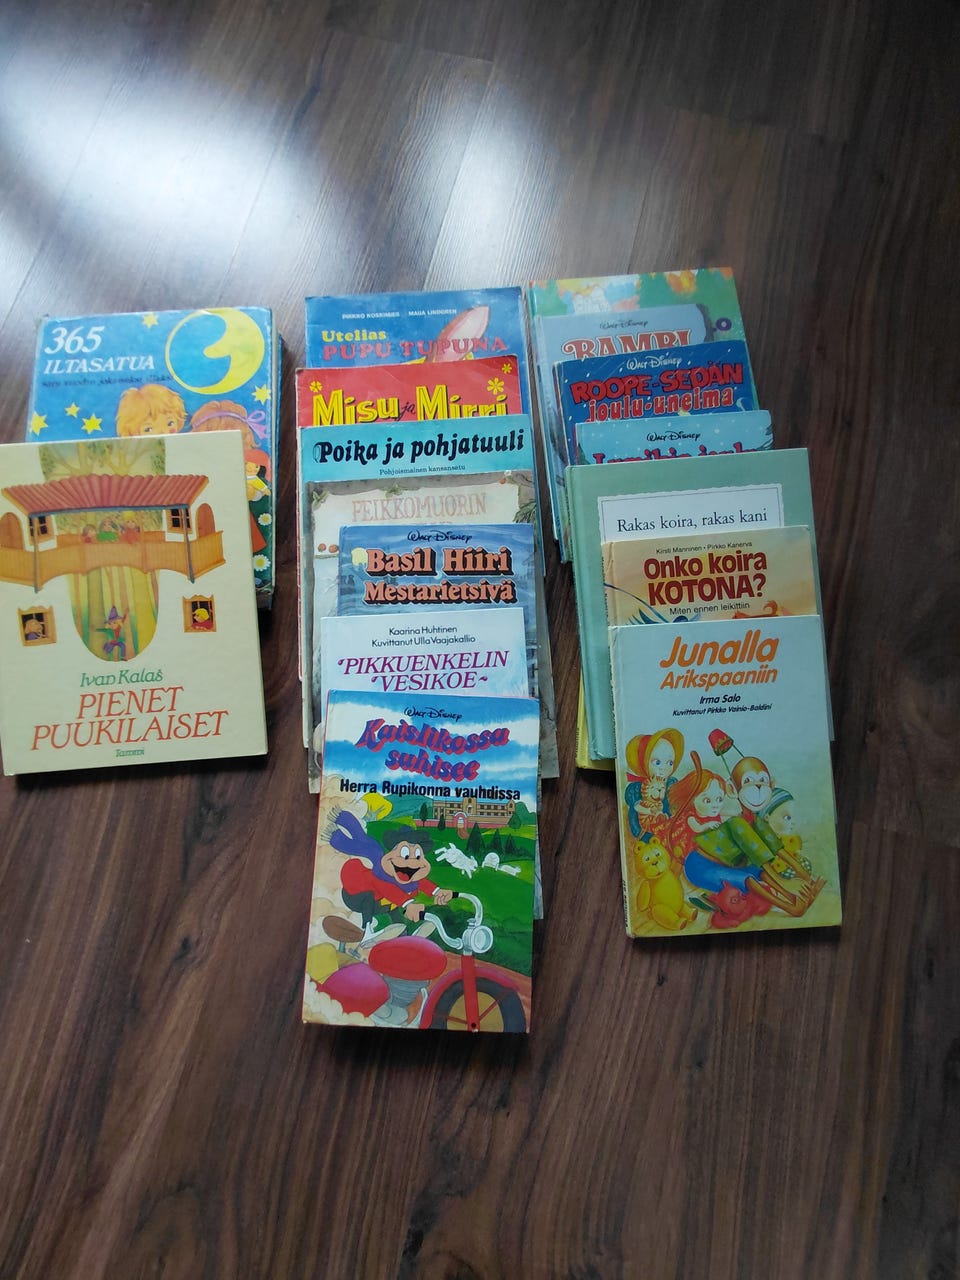 365
ILTASATUA
Ivan Kalaš
PIENET
PUUKILAISET
Tammi
PIRKKO KOSKIMIES MAIJA LINDGREN
Utelias
PUPU TUPUNA
Misu ja Mirri
Poika ja pohjatuuli
Pohjoismainen kansansatu
PEIKKOMUORIN
WALT DISNEY
Basil Hiiri
Mestarietsivä
Kaarina Huhtinen
Kuvittanut Ulla Vaajakallio
PIKKUENKELIN
VESIKOE
WALT DISNEY
Kaislikossa
suhisee
Herra Rupikonna vauhdissa
WALT DISNEY
BAMBI
WALT DISNEY
ROOPE-SEDÄN
joulu-unelma
WALT DISNEY
Rakas koira, rakas kani
Kirsti Manninen - Pirkko Kanerva
Onko koira
KOTONA?
Miten ennen leikittiin
Junalla
Arikspaaniin
Irma Salo
Kuvittanut Pirkko Vainio-Baldini